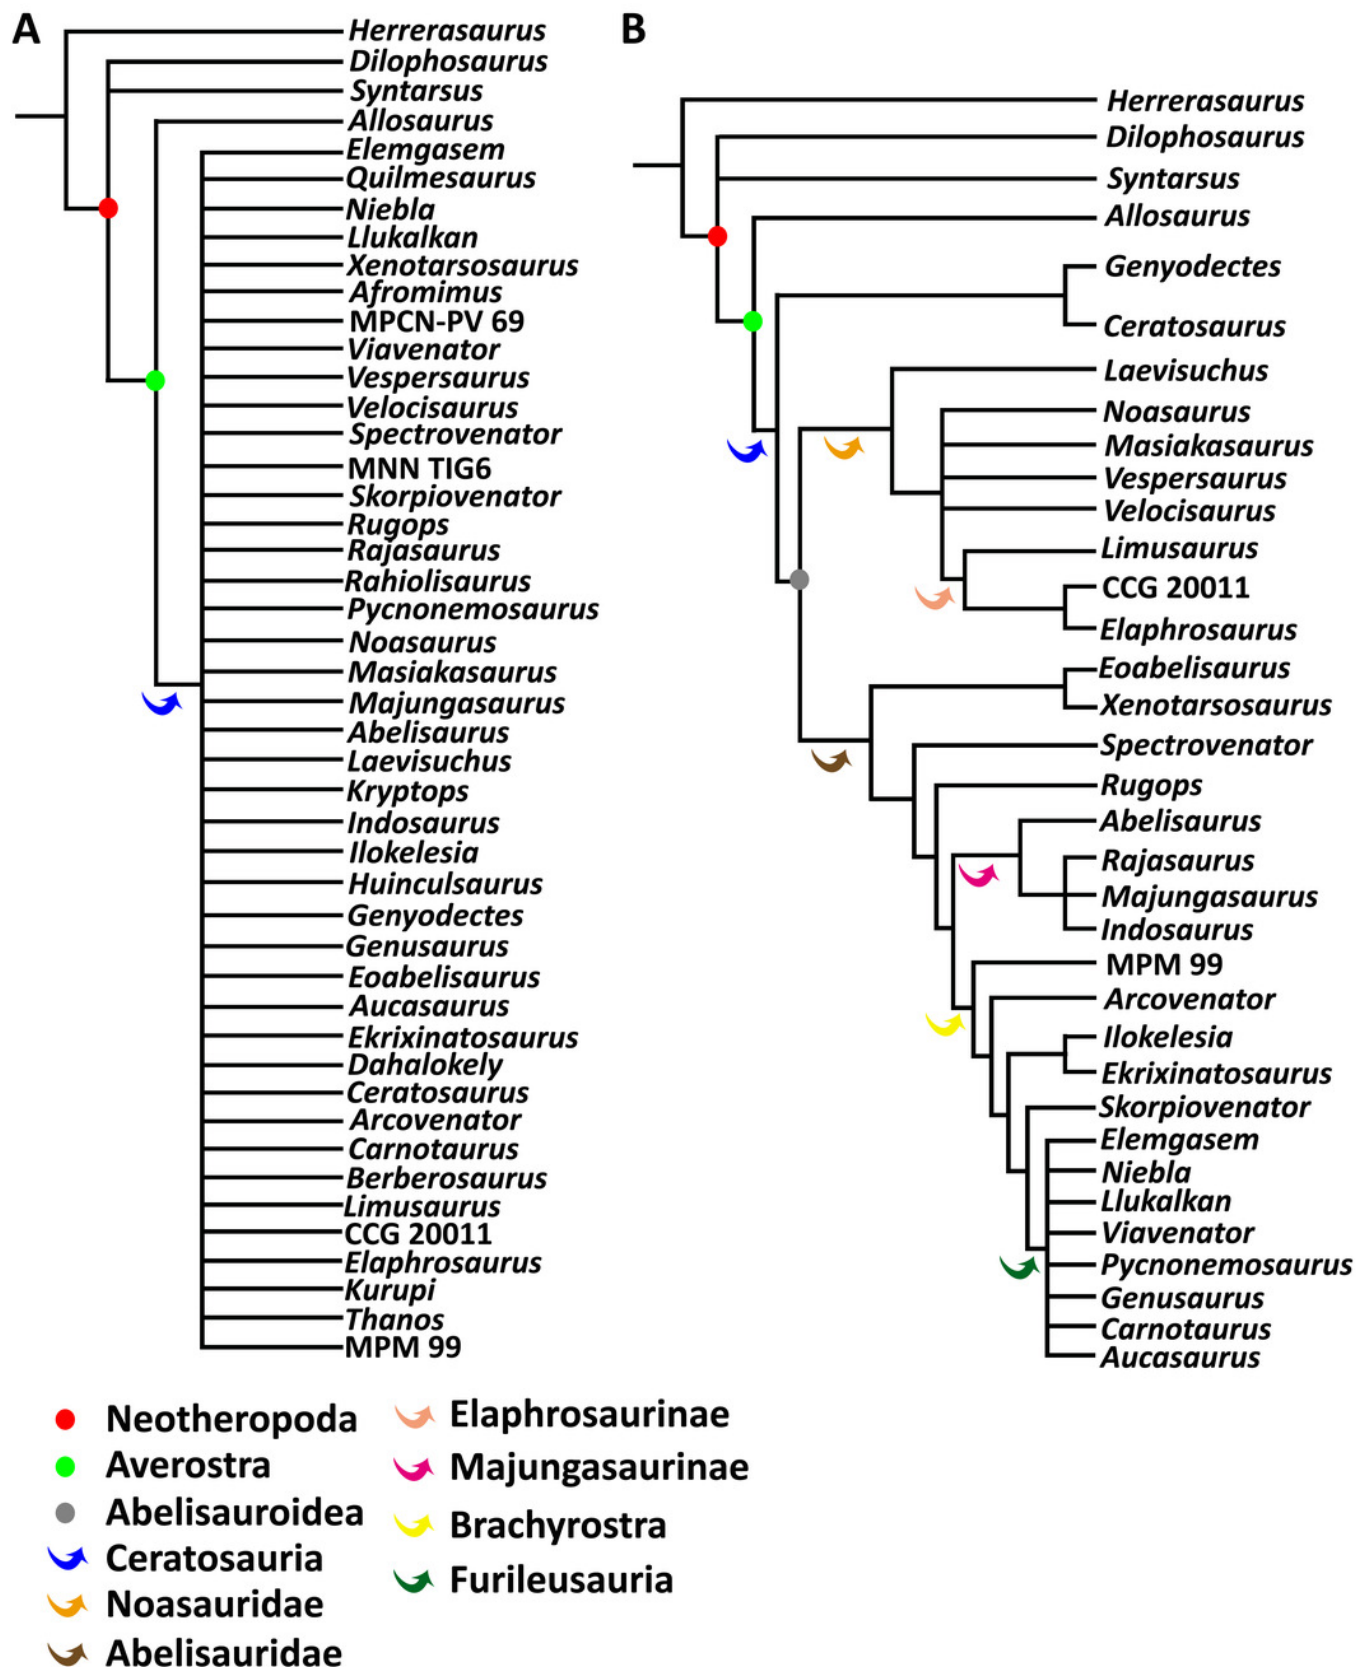 A
Herrerasaurus
Dilophosaurus
Syntarsus
Allosaurus
Elemgasem
Quilmesaurus
Niebla
Llukalkan
Xenotarsosaurus
Afromimus
MPCN-PV 69
Viavenator
Vespersaurus
Velocisaurus
Spectrovenator
MNN TIG6
Skorpiovenator
Rugops
Rajasaurus
Rahiolisaurus
Pycnonemosaurus
Noasaurus
Masiakasaurus
Majungasaurus
Abelisaurus
Laevisuchus
Kryptops
Indosaurus
Ilokelesia
Huinculsaurus
Genyodectes
Genusaurus
Eoabelisaurus
Aucasaurus
Ekrixinatosaurus
Dahalokely
Ceratosaurus
Arcovenator
Carnotaurus
Berberosaurus
Limusaurus
CCG 20011
Elaphrosaurus
Kurupi
Thanos
MPM 99
B
Herrerasaurus
Dilophosaurus
Syntarsus
Allosaurus
Genyodectes
Ceratosaurus
Laevisuchus
Noasaurus
Masiakasaurus
Vespersaurus
Velocisaurus
Limusaurus
CCG 20011
Elaphrosaurus
Eoabelisaurus
Xenotarsosaurus
Spectrovenator
Rugops
Abelisaurus
Rajasaurus
Majungasaurus
Indosaurus
MPM 99
Arcovenator
Ilokelesia
Ekrixinatosaurus
Skorpiovenator
Elemgasem
Niebla
Llukalkan
Viavenator
Pycnonemosaurus
Genusaurus
Carnotaurus
Aucasaurus
Neotheropoda
Averostra
Abelisauroidea
Ceratosauria
Noasauridae
Abelisauridae
Elaphrosaurinae
Majungasaurinae
Brachyrostra
Furileusauria